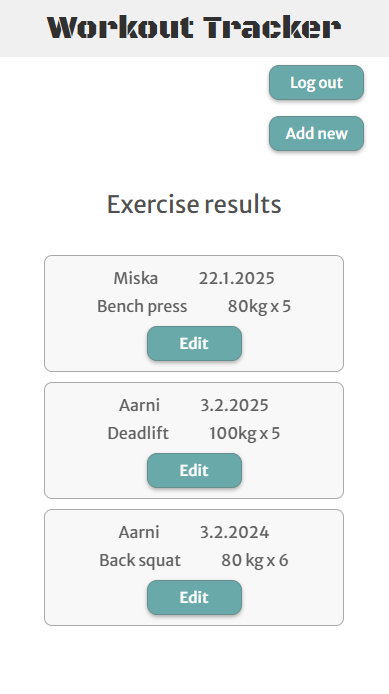 Workout Tracker
Log out
Add new
Exercise results
Miska 22.1.2025
Bench press 80kg x 5
Edit
Aarni 3.2.2025
Deadlift 100kg x 5
Edit
Aarni 3.2.2024
Back squat 80 kg x 6
Edit